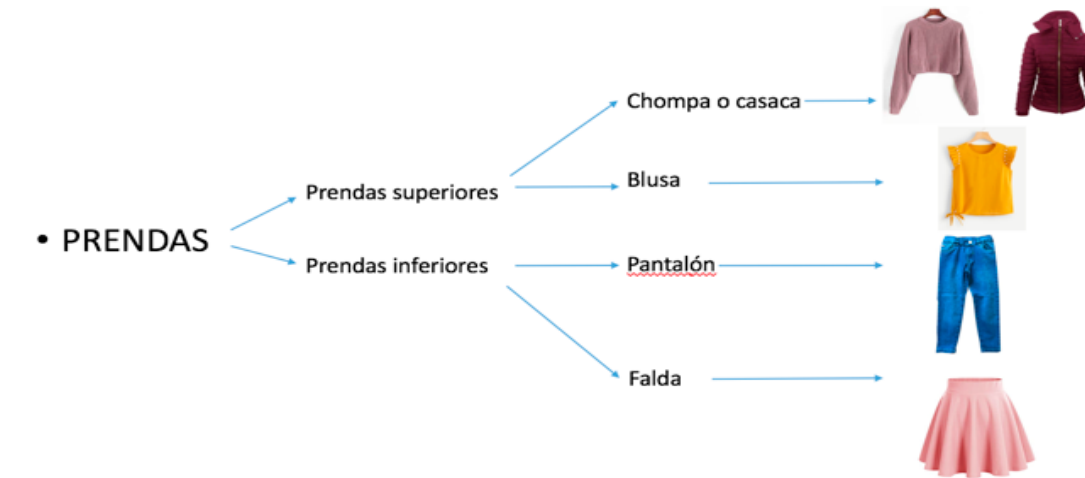 Chompa o casaca
Blusa
Prendas superiores
• PRENDAS
Prendas inferiores
Pantalón
Falda